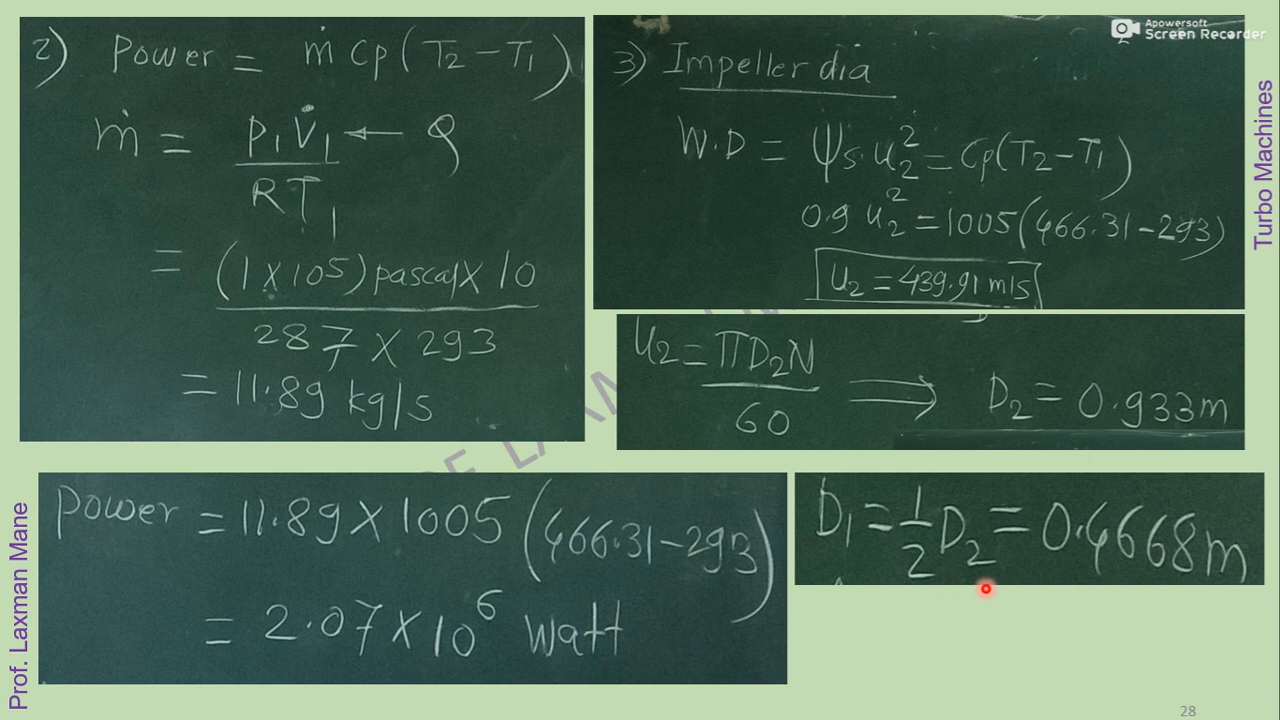 2) Power = ṁ Cp (T₂ - T₁)
ṁ = P₁V̇₁ ← Q
RT₁
= (1 X 10⁵) pascal X 10
287 X 293
= 11.89 kg/s
3) Impeller dia
W.D = Ψs. u₂² = Cp(T₂ - T₁)
0.9 u₂² = 1005 (466.31 - 293)
U₂ = 439.91 m/s
U₂ = πD₂N ⟹ D₂ = 0.933m
60
Power = 11.89 X 1005 (466.31 - 293)
= 2.07 X 10⁶ watt
D₁ = 1/2 D₂ = 0.4668m
Apowersoft
Screen Recorder
Turbo Machines
Prof. Laxman Mane
28